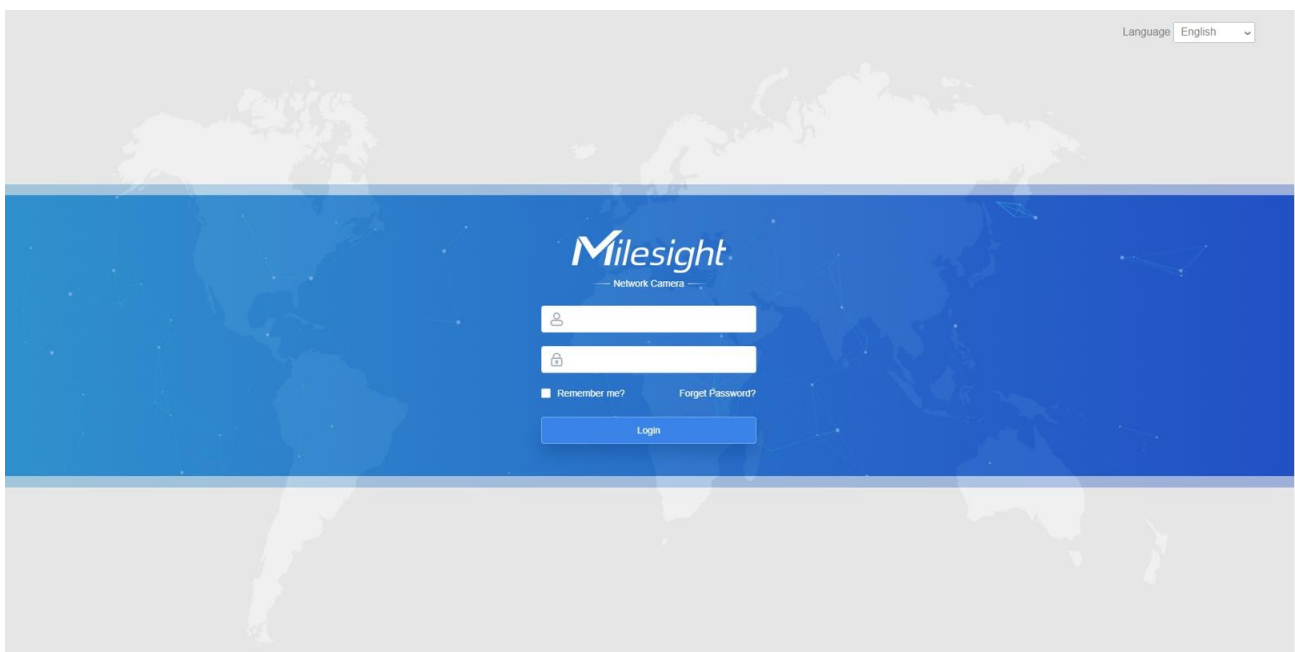 Language English
Milesight
Network Camera
Remember me? Forget Password?
Login